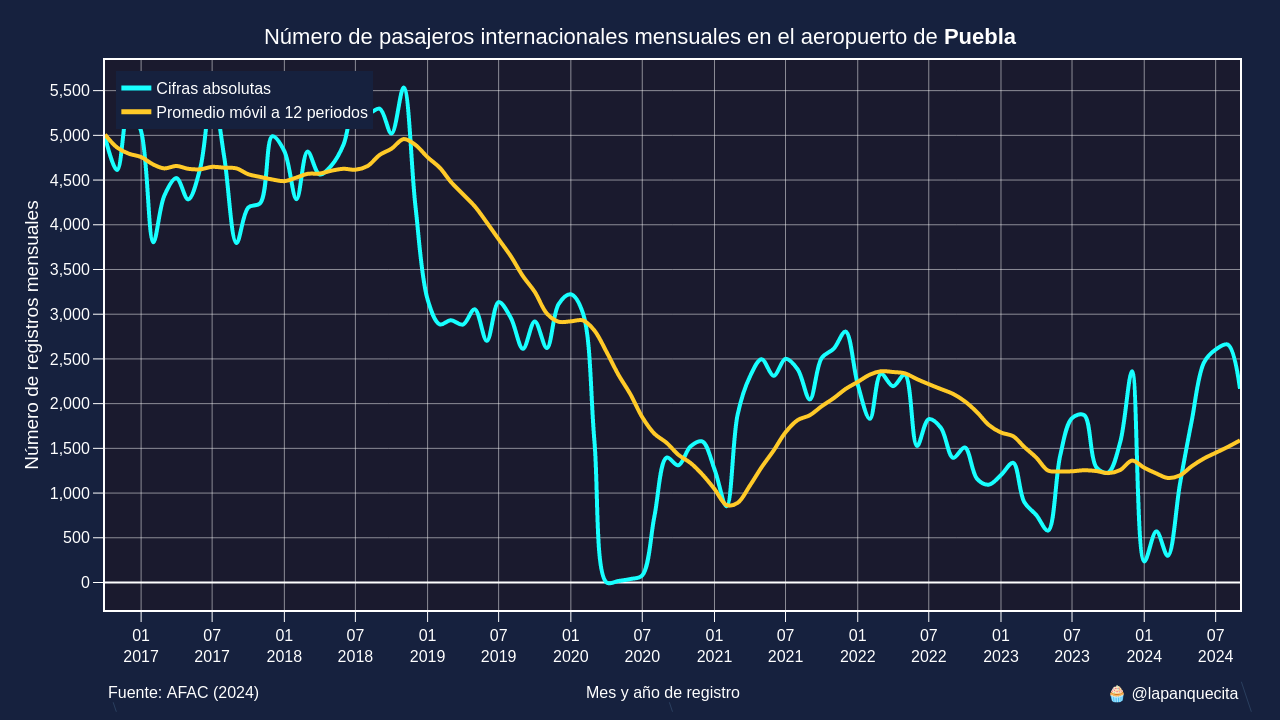 Número de pasajeros internacionales mensuales en el aeropuerto de Puebla
Cifras absolutas
Promedio móvil a 12 periodos
Número de registros mensuales
5,500
5,000
4,500
4,000
3,500
3,000
2,500
2,000
1,500
1,000
500
0
01 07 01 07 01 07 01 07 01 07 01 07 01 07 01 07
2017 2017 2018 2018 2019 2019 2020 2020 2021 2021 2022 2022 2023 2023 2024 2024
Fuente: AFAC (2024) Mes y año de registro 🧁 @lapanquecita